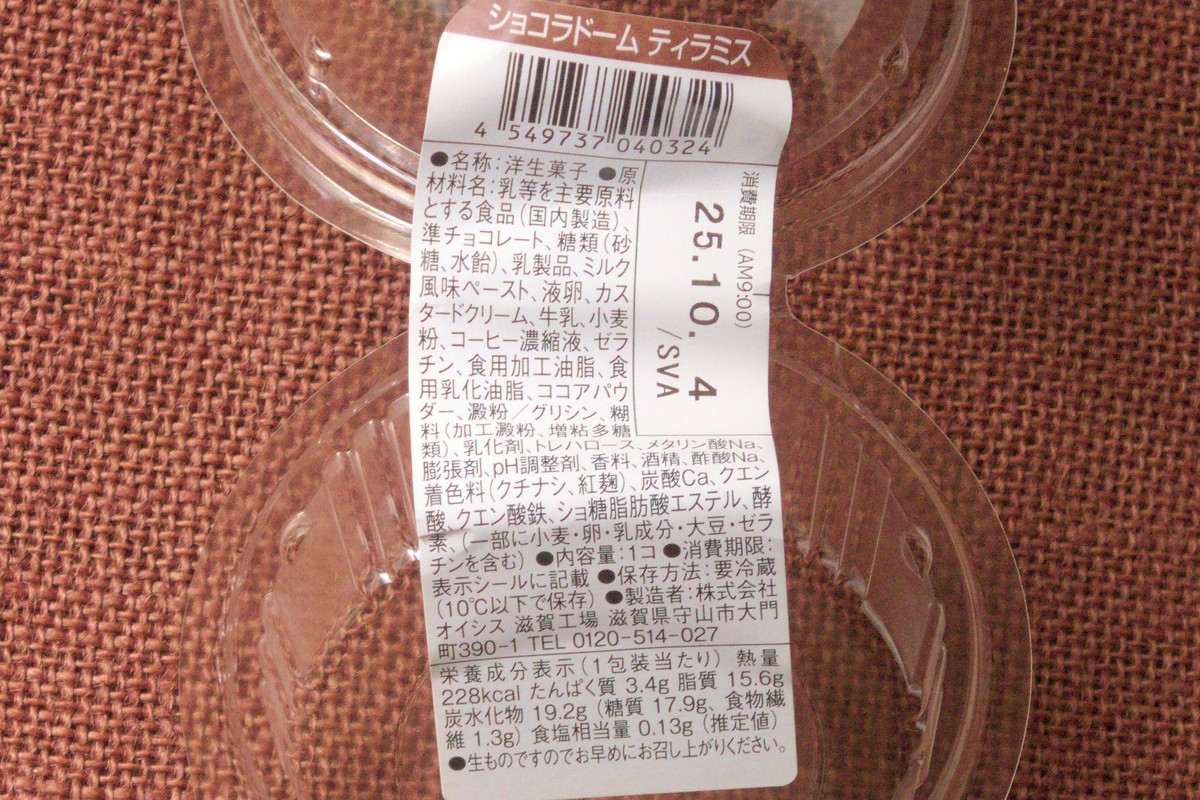 ショコラドーム ティラミス
4 549737 040324
消費期限 (AM9:00)
25.10. 4
/SVA
●名称:洋生菓子 ●原
材料名:乳等を主要原料
とする食品(国内製造)、
準チョコレート、糖類(砂
糖、水飴)、乳製品、ミルク
風味ペースト、液卵、カス
タードクリーム、牛乳、小麦
粉、コーヒー濃縮液、ゼラ
チン、食用加工油脂、食
用乳化油脂、ココアパウ
ダー、澱粉／グリシン、糊
料(加工澱粉、増粘多糖
類)、乳化剤、トレハロース、メタリン酸Na、
膨張剤、pH調整剤、香料、酒精、酢酸Na、
着色料(クチナシ、紅麹)、炭酸Ca、クエン
酸、クエン酸鉄、ショ糖脂肪酸エステル、酵
素、(一部に小麦・卵・乳成分・大豆・ゼラ
チンを含む) ●内容量:1コ ●消費期限:
表示シールに記載 ●保存方法:要冷蔵
(10℃以下で保存) ●製造者:株式会社
オイシス 滋賀工場 滋賀県守山市大門
町390-1 TEL 0120-514-027
栄養成分表示(1包装当たり) 熱量
228kcal たんぱく質 3.4g 脂質 15.6g
炭水化物 19.2g (糖質 17.9g、食物繊
維 1.3g) 食塩相当量 0.13g (推定値)
●生ものですのでお早めにお召し上がりください。